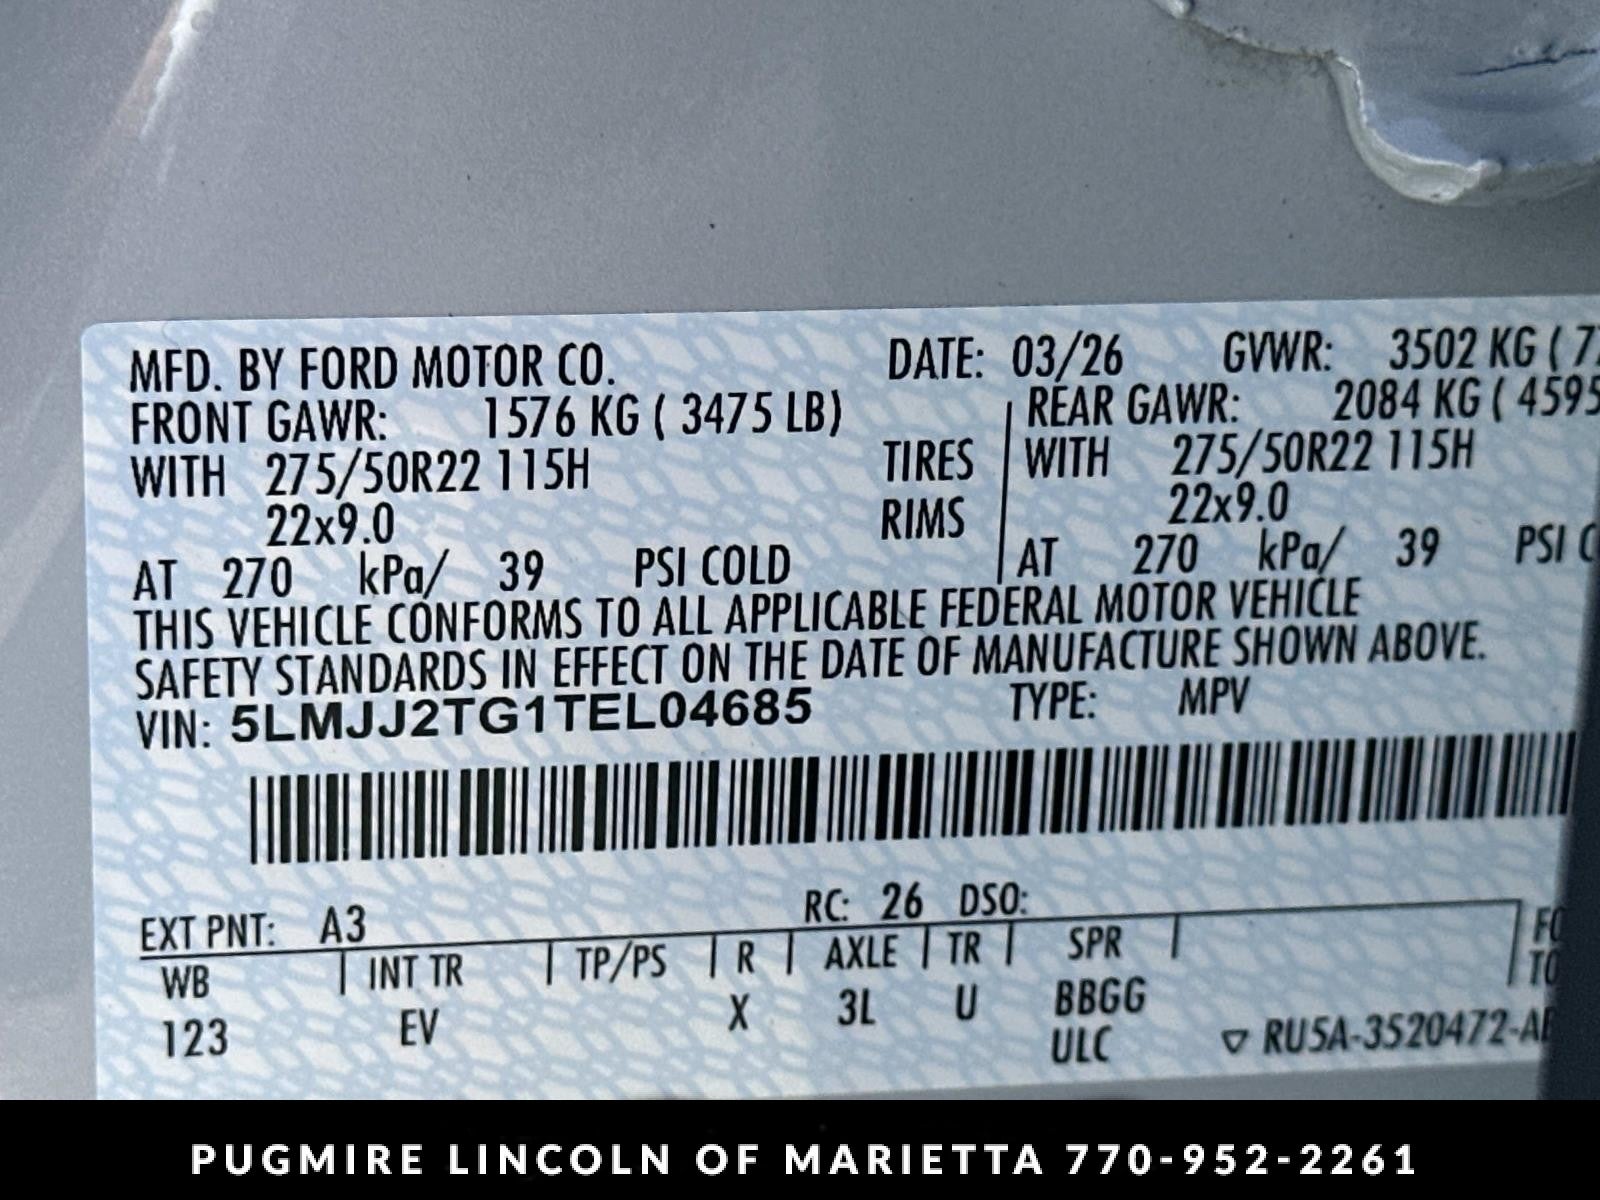 MFD. BY FORD MOTOR CO. DATE: 03/26 GVWR: 3502 KG ( 77
FRONT GAWR: 1576 KG ( 3475 LB) REAR GAWR: 2084 KG ( 4595
WITH 275/50R22 115H TIRES WITH 275/50R22 115H
22x9.0 RIMS 22x9.0
AT 270 kPa/ 39 PSI COLD AT 270 kPa/ 39 PSI C
THIS VEHICLE CONFORMS TO ALL APPLICABLE FEDERAL MOTOR VEHICLE
SAFETY STANDARDS IN EFFECT ON THE DATE OF MANUFACTURE SHOWN ABOVE.
VIN: 5LMJJ2TG1TEL04685 TYPE: MPV
EXT PNT: A3 RC: 26 DSO:
WB INT TR TP/PS R AXLE TR SPR
123 EV X 3L U BBGG
ULC ▽ RU5A-3520472-A
PUGMIRE LINCOLN OF MARIETTA 770-952-2261